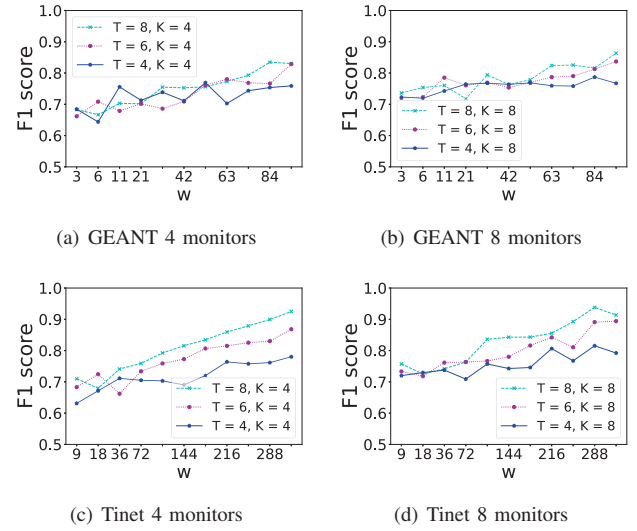 1.0
0.9
0.8
0.7
0.6
0.5
F1 score
T = 8, K = 4
T = 6, K = 4
T = 4, K = 4
3 6 11 21 42 63 84
w
(a) GEANT 4 monitors
1.0
0.9
0.8
0.7
0.6
0.5
F1 score
T = 8, K = 8
T = 6, K = 8
T = 4, K = 8
3 6 11 21 42 63 84
w
(b) GEANT 8 monitors
1.0
0.9
0.8
0.7
0.6
0.5
F1 score
T = 8, K = 4
T = 6, K = 4
T = 4, K = 4
9 18 36 72 144 216 288
w
(c) Tinet 4 monitors
1.0
0.9
0.8
0.7
0.6
0.5
F1 score
T = 8, K = 8
T = 6, K = 8
T = 4, K = 8
9 18 36 72 144 216 288
w
(d) Tinet 8 monitors